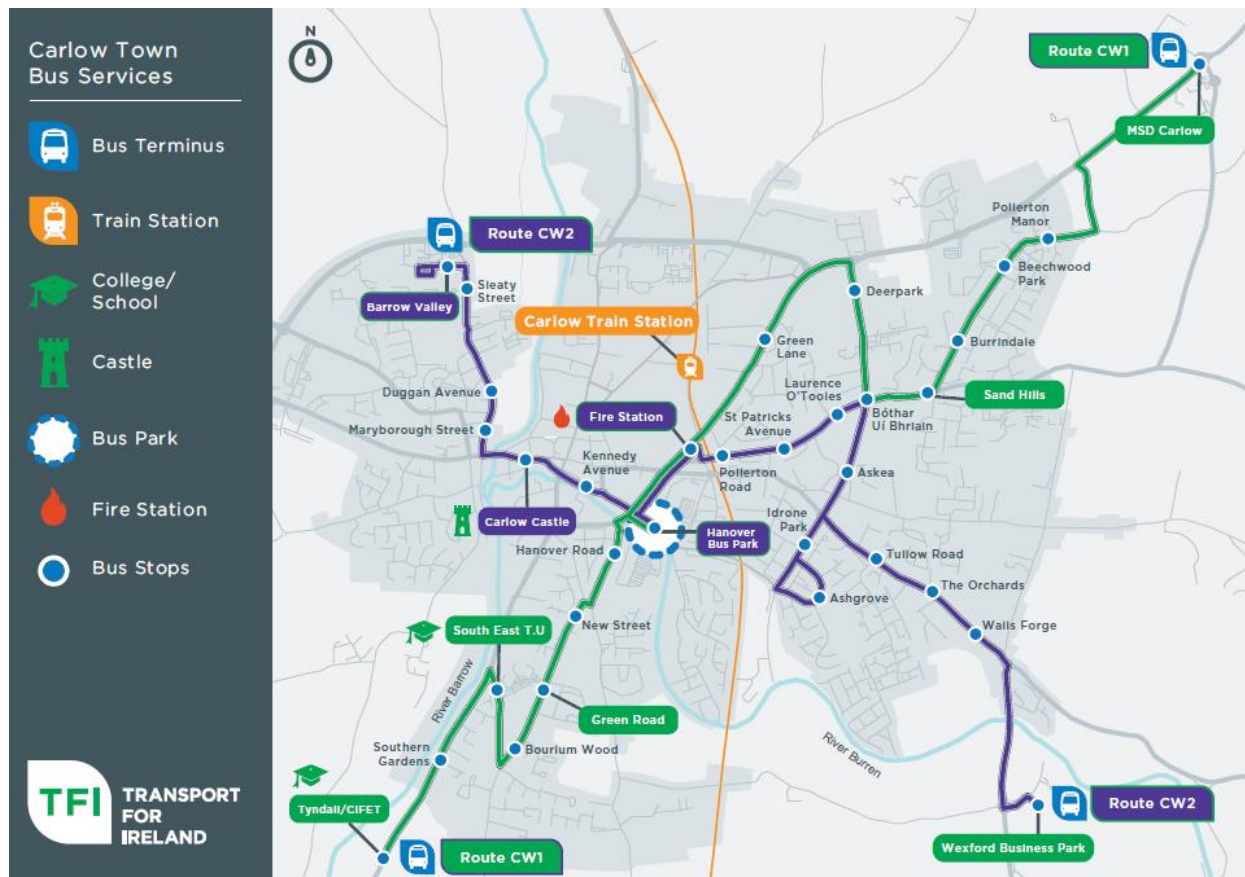 Carlow Town
Bus Services
Bus Terminus
Train Station
College/
School
Castle
Bus Park
Fire Station
Bus Stops
TFI
TRANSPORT
FOR
IRELAND
N
Route CW1
MSD Carlow
Pollerton
Manor
Beechwood
Park
Route CW2
Sleaty
Street
Barrow Valley
Deerpark
Carlow Train Station
Green
Lane
Burrindale
Duggan Avenue
Laurence
O'Tooles
Sand Hills
Fire Station
St Patricks
Avenue
Bóthar
Uí Bhriain
Maryborough Street
Kennedy
Avenue
Pollerton
Road
Askea
Carlow Castle
Idrone
Park
Hanover
Bus Park
Hanover Road
Tullow Road
The Orchards
Ashgrove
New Street
Walls Forge
South East T.U
River Barrow
Green Road
Bourlum Wood
Southern
Gardens
River Burren
Tyndall/CIFET
Route CW2
Wexford Business Park
Route CW1